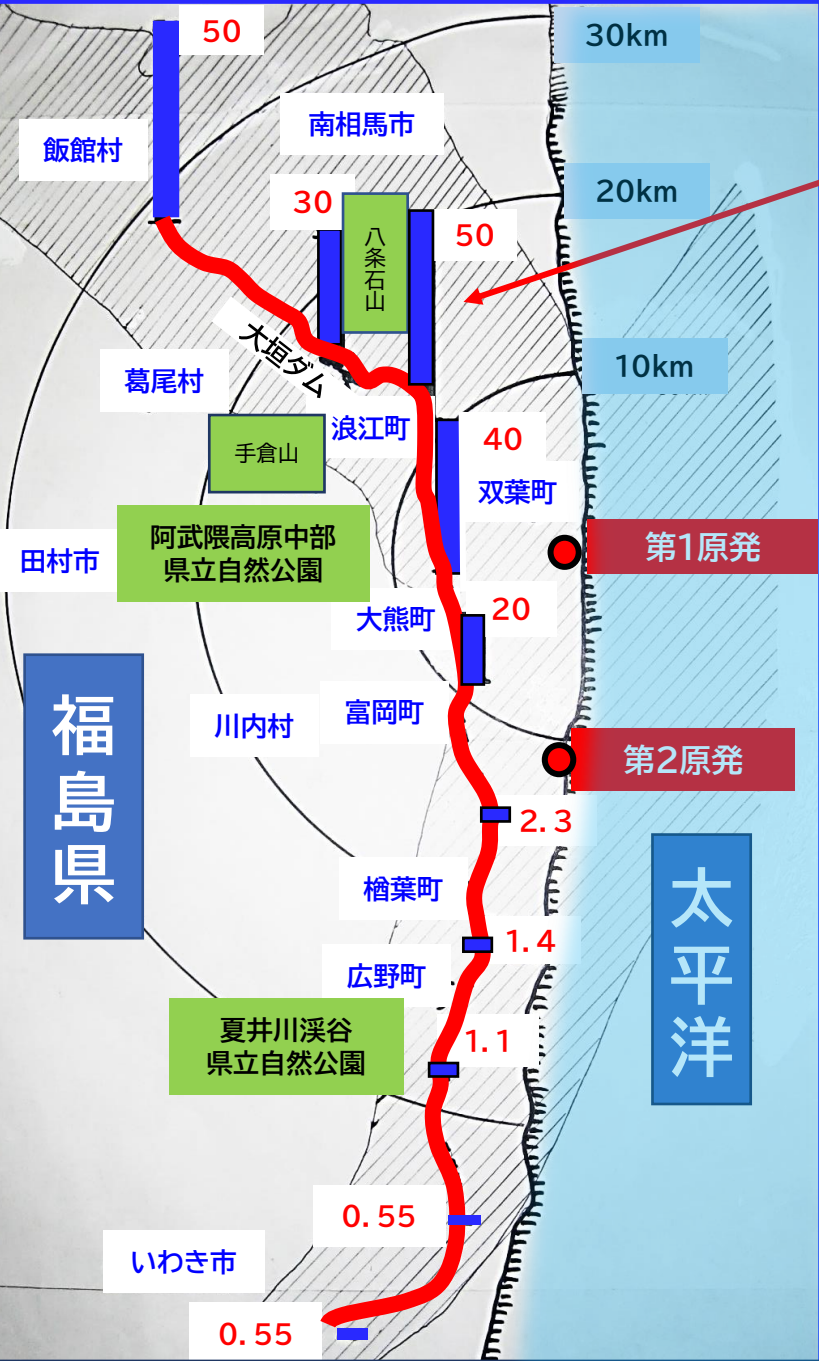 50
30km
南相馬市
飯館村
20km
30
八条石山
50
10km
大垣ダム
葛尾村
浪江町
手倉山
40
双葉町
阿武隈高原中部
県立自然公園
田村市
第1原発
20
大熊町
富岡町
川内村
福島県
第2原発
2.3
楢葉町
太平洋
1.4
広野町
夏井川渓谷
県立自然公園
1.1
0.55
いわき市
0.55